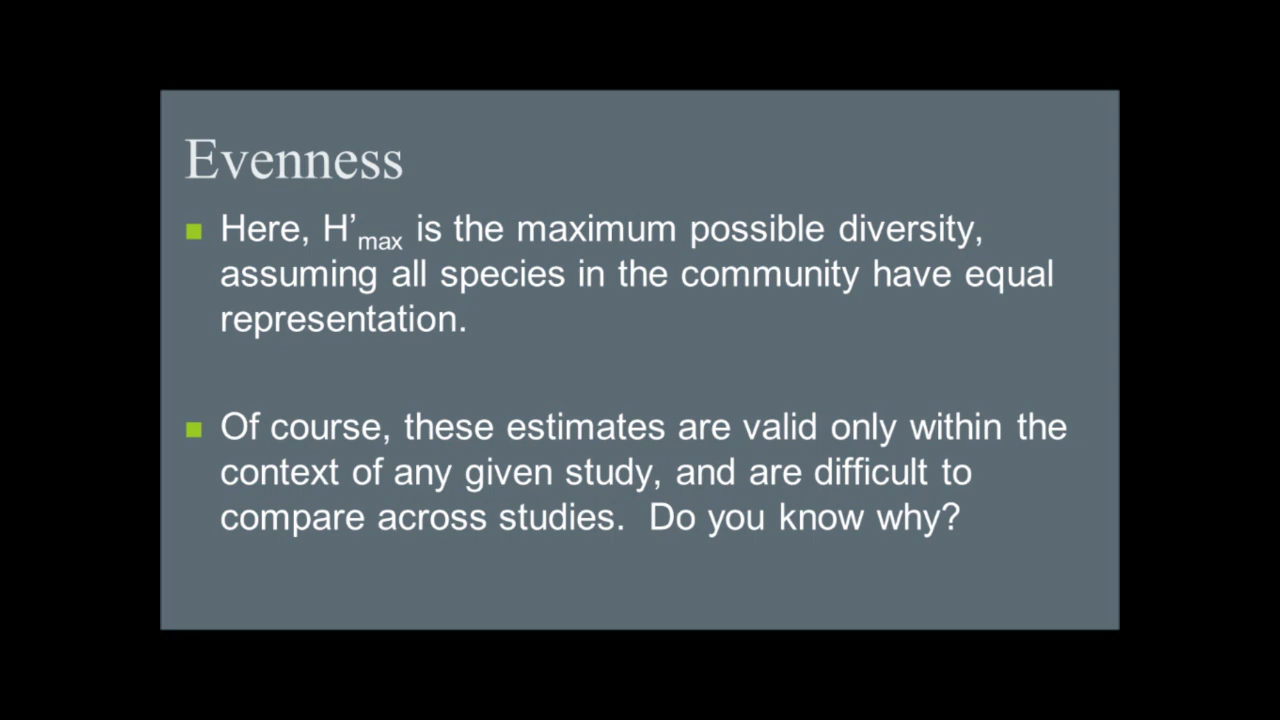 Evenness
Here, H’max is the maximum possible diversity,
assuming all species in the community have equal
representation.
Of course, these estimates are valid only within the
context of any given study, and are difficult to
compare across studies.  Do you know why?